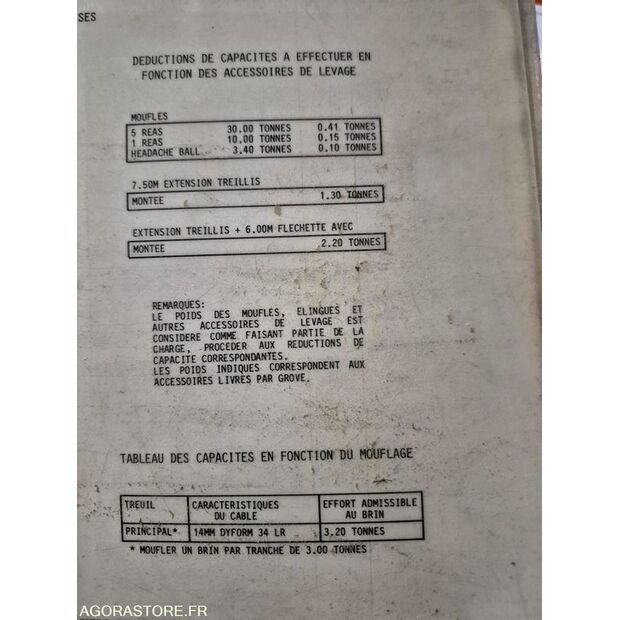 SES
DEDUCTIONS DE CAPACITES A EFFECTUER EN
FONCTION DES ACCESSOIRES DE LEVAGE
MOUFLES
5 REAS 30.00 TONNES 0.41 TONNES
1 REAS 10.00 TONNES 0.15 TONNES
HEADACHE BALL 3.40 TONNES 0.10 TONNES
7.50M EXTENSION TREILLIS
MONTEE 1.30 TONNES
EXTENSION TREILLIS + 6.00M FLECHETTE AVEC
MONTEE 2.20 TONNES
REMARQUES:
LE POIDS DES MOUFLES, ELINGUES ET
AUTRES ACCESSOIRES DE LEVAGE EST
CONSIDERE COMME FAISANT PARTIE DE LA
CHARGE, PROCEDER AUX REDUCTIONS DE
CAPACITE CORRESPONDANTES.
LES POIDS INDIQUES CORRESPONDENT AUX
ACCESSOIRES LIVRES PAR GROVE.
TABLEAU DES CAPACITES EN FONCTION DU MOUFLAGE
TREUIL CARACTERISTIQUES EFFORT ADMISSIBLE
DU CABLE AU BRIN
PRINCIPAL* 14MM DYFORM 34 LR 3.20 TONNES
* MOUFLER UN BRIN PAR TRANCHE DE 3.00 TONNES
AGORASTORE.FR